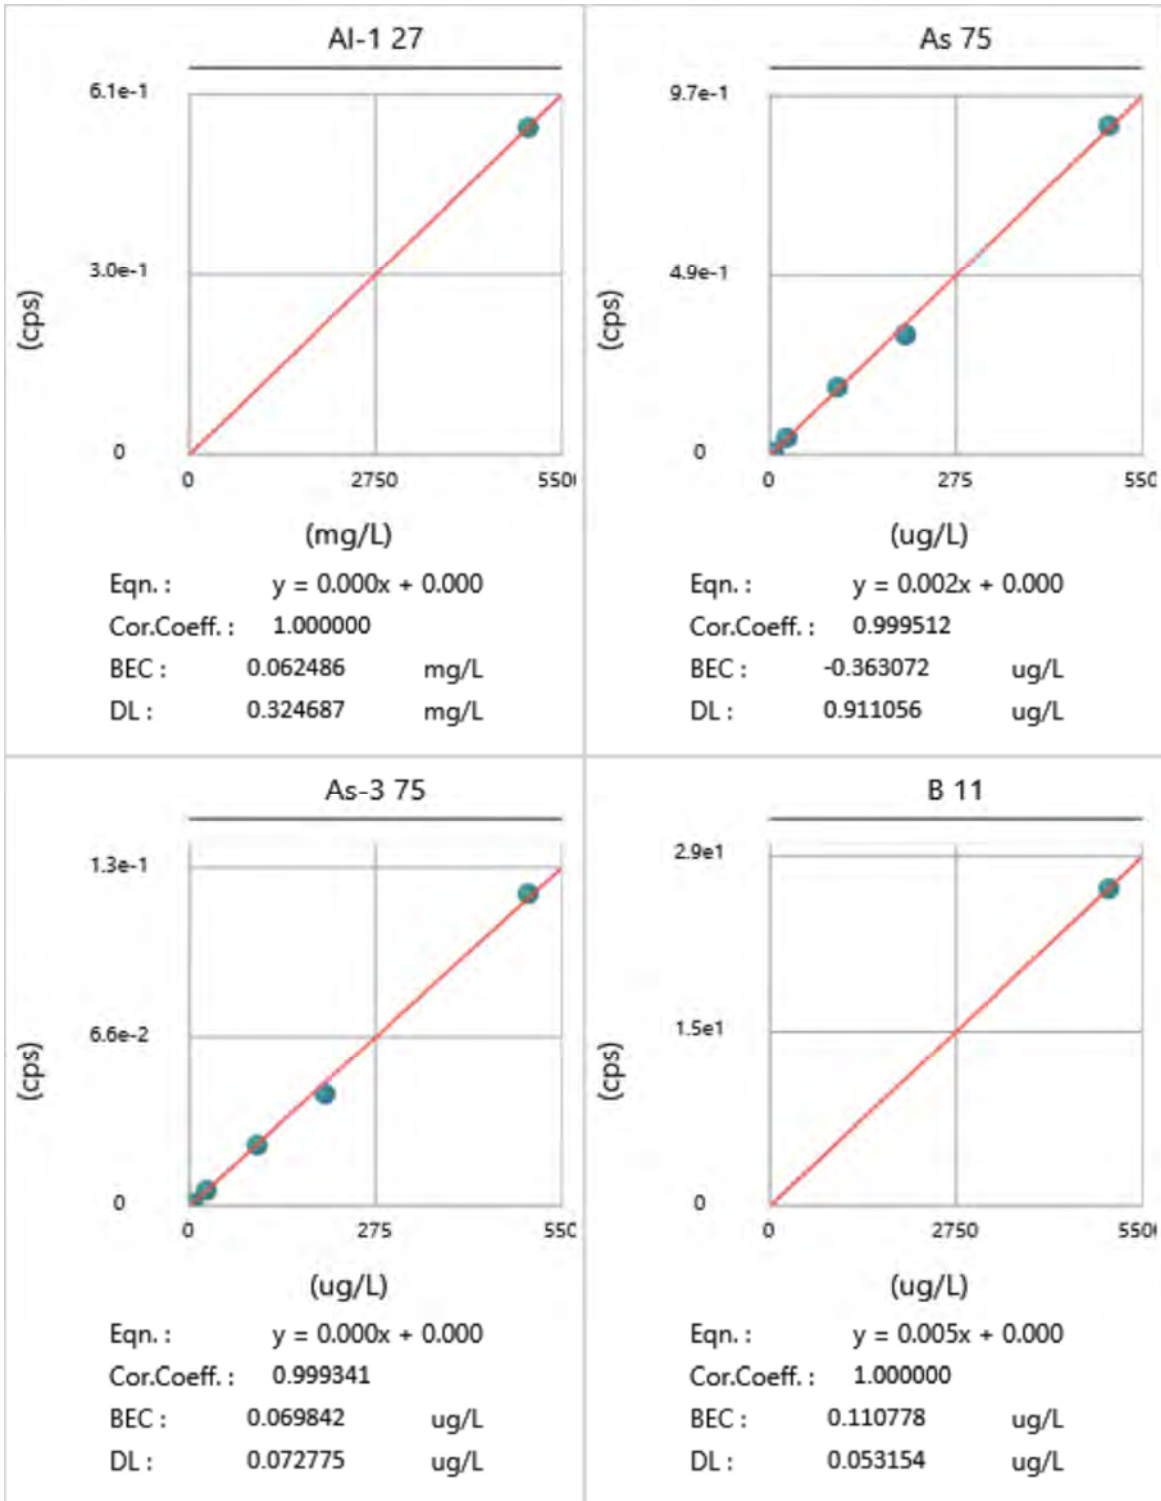 Al-1 27
6.1e-1
3.0e-1
0
(cps)
0 2750 5500
(mg/L)
Eqn. : y = 0.000x + 0.000
Cor.Coeff. : 1.000000
BEC : 0.062486 mg/L
DL : 0.324687 mg/L
As 75
9.7e-1
4.9e-1
0
(cps)
0 275 550
(ug/L)
Eqn. : y = 0.002x + 0.000
Cor.Coeff. : 0.999512
BEC : -0.363072 ug/L
DL : 0.911056 ug/L
As-3 75
1.3e-1
6.6e-2
0
(cps)
0 275 550
(ug/L)
Eqn. : y = 0.000x + 0.000
Cor.Coeff. : 0.999341
BEC : 0.069842 ug/L
DL : 0.072775 ug/L
B 11
2.9e1
1.5e1
0
(cps)
0 2750 5500
(ug/L)
Eqn. : y = 0.005x + 0.000
Cor.Coeff. : 1.000000
BEC : 0.110778 ug/L
DL : 0.053154 ug/L